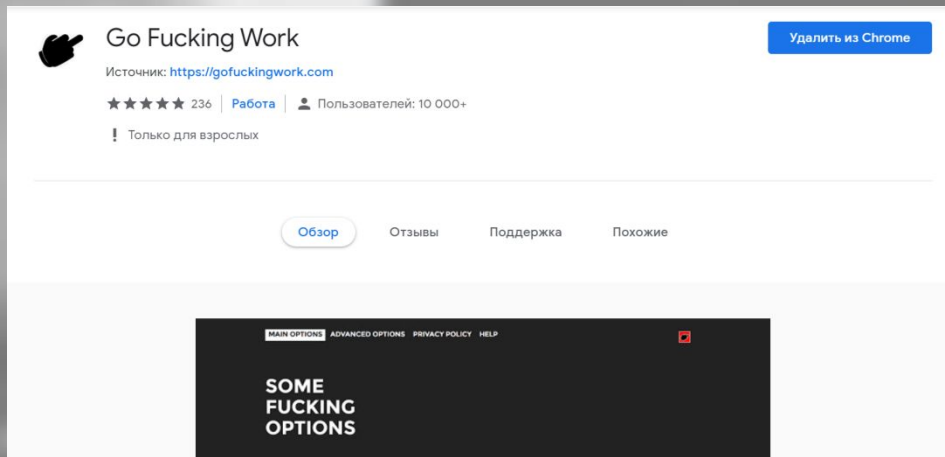 Go Fucking Work
Удалить из Chrome
Источник: https://gofuckingwork.com
236 Работа Пользователей: 10 000+
! Только для взрослых
Обзор Отзывы Поддержка Похожие
MAIN OPTIONS ADVANCED OPTIONS PRIVACY POLICY HELP
SOME
FUCKING
OPTIONS